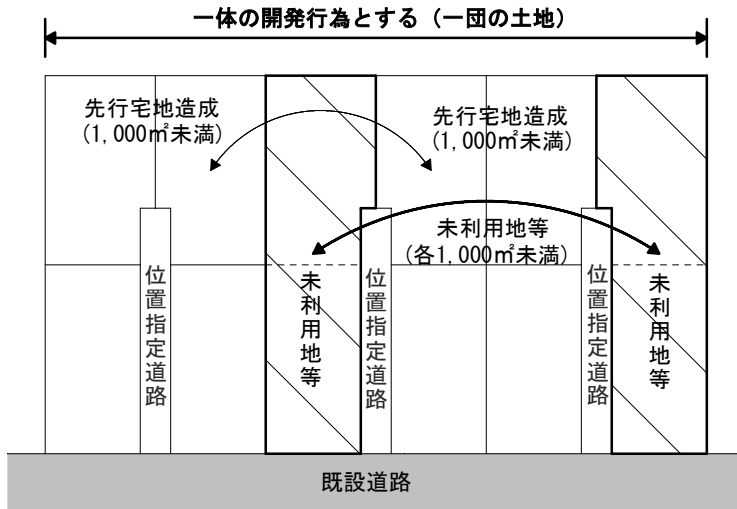 一体の開発行為とする（一団の土地）
先行宅地造成
(1,000㎡未満)
先行宅地造成
(1,000㎡未満)
未利用地等
(各1,000㎡未満)
位置指定道路
未利用地等
位置指定道路
位置指定道路
未利用地等
既設道路